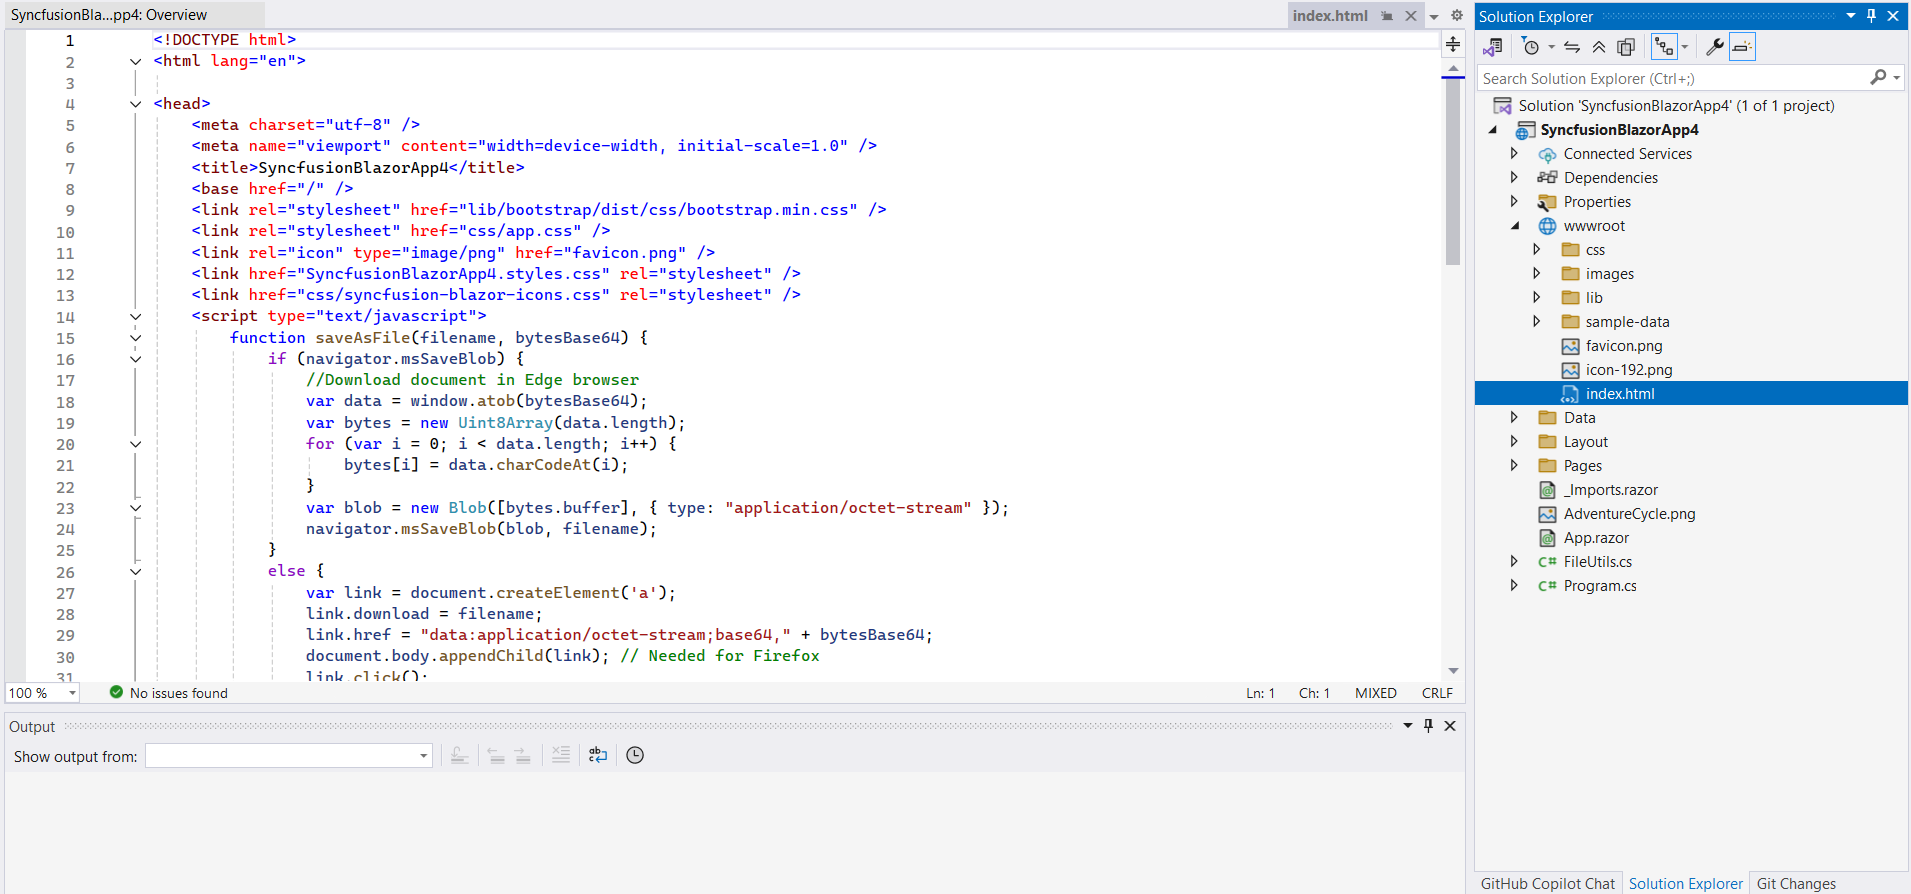 SyncfusionBla...pp4: Overview
index.html
1 <!DOCTYPE html>
2 <html lang="en">
3
4 <head>
5 <meta charset="utf-8" />
6 <meta name="viewport" content="width=device-width, initial-scale=1.0" />
7 <title>SyncfusionBlazorApp4</title>
8 <base href="/" />
9 <link rel="stylesheet" href="lib/bootstrap/dist/css/bootstrap.min.css" />
10 <link rel="stylesheet" href="css/app.css" />
11 <link rel="icon" type="image/png" href="favicon.png" />
12 <link href="SyncfusionBlazorApp4.styles.css" rel="stylesheet" />
13 <link href="css/syncfusion-blazor-icons.css" rel="stylesheet" />
14 <script type="text/javascript">
15 function saveAsFile(filename, bytesBase64) {
16 if (navigator.msSaveBlob) {
17 //Download document in Edge browser
18 var data = window.atob(bytesBase64);
19 var bytes = new Uint8Array(data.length);
20 for (var i = 0; i < data.length; i++) {
21 bytes[i] = data.charCodeAt(i);
22 }
23 var blob = new Blob([bytes.buffer], { type: "application/octet-stream" });
24 navigator.msSaveBlob(blob, filename);
25 }
26 else {
27 var link = document.createElement('a');
28 link.download = filename;
29 link.href = "data:application/octet-stream;base64," + bytesBase64;
30 document.body.appendChild(link); // Needed for Firefox
31 link.click();
100 %
No issues found
Ln: 1 Ch: 1 MIXED CRLF
Output
Show output from:
Solution Explorer
Search Solution Explorer (Ctrl+;)
Solution 'SyncfusionBlazorApp4' (1 of 1 project)
SyncfusionBlazorApp4
Connected Services
Dependencies
Properties
wwwroot
css
images
lib
sample-data
favicon.png
icon-192.png
index.html
Data
Layout
Pages
_Imports.razor
AdventureCycle.png
App.razor
C# FileUtils.cs
C# Program.cs
GitHub Copilot Chat Solution Explorer Git Changes